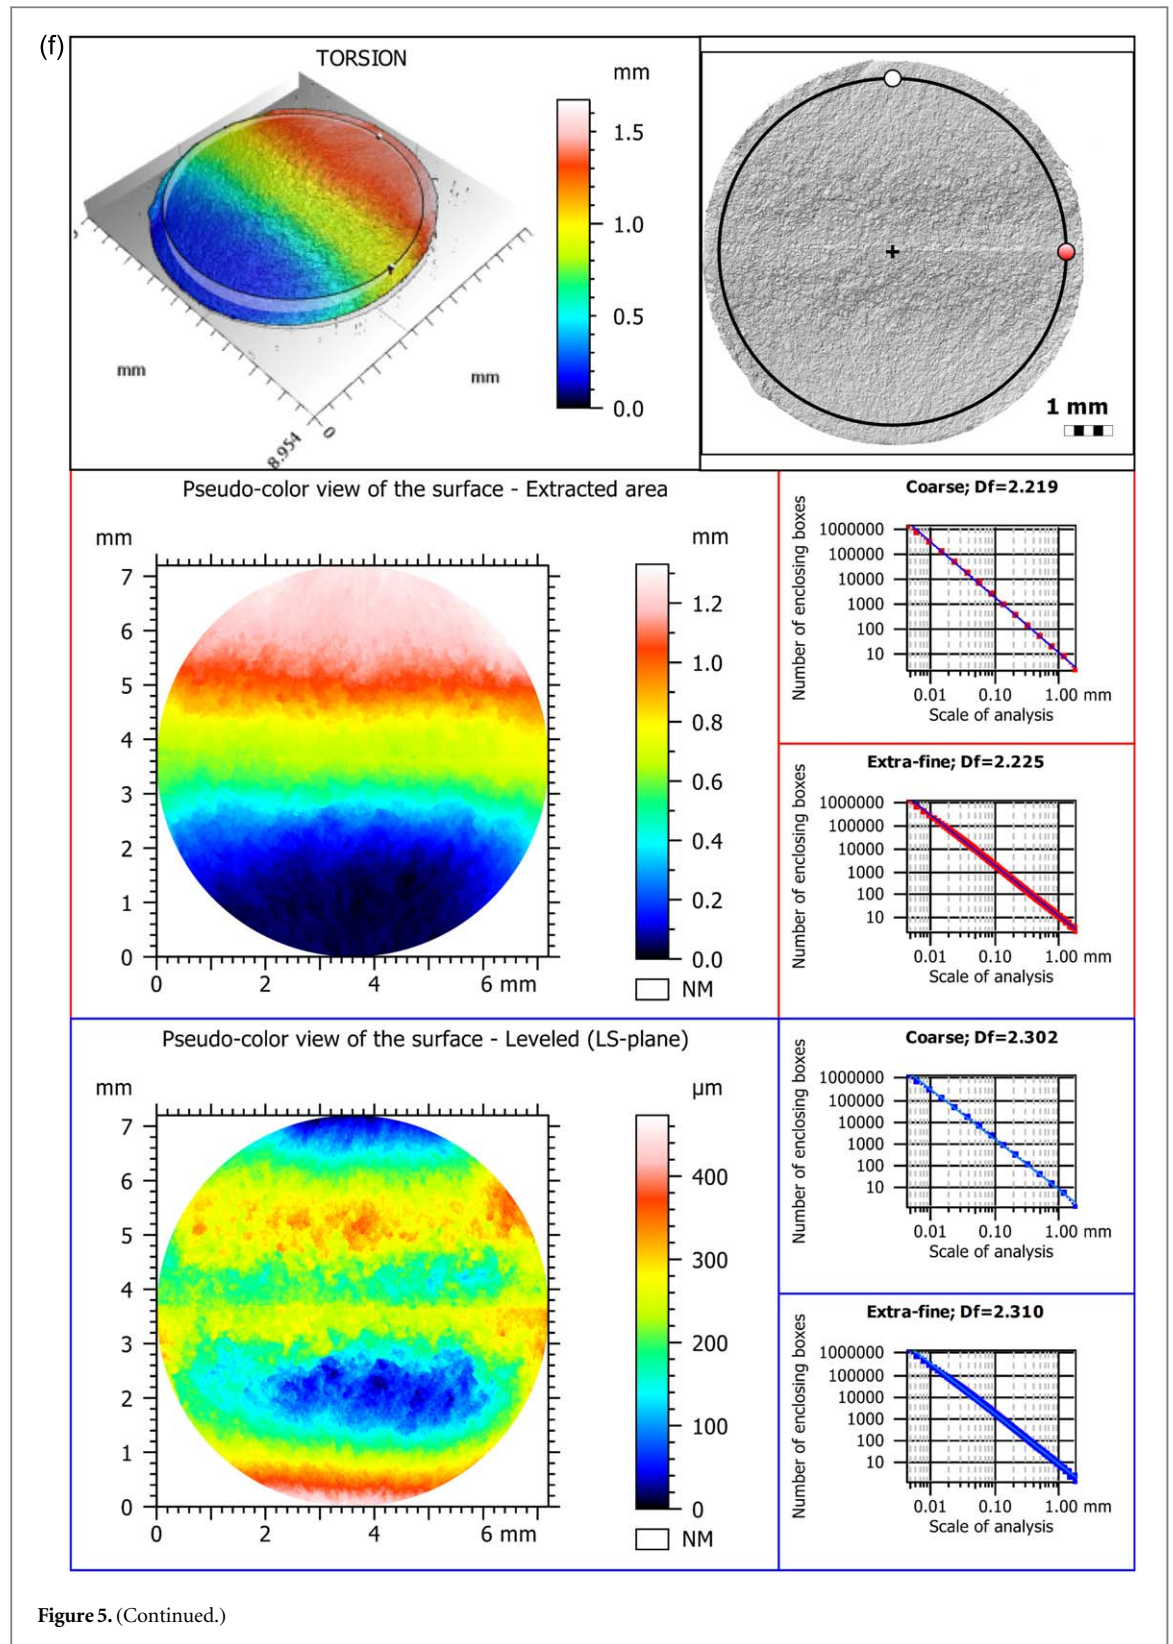 (f)
TORSION
mm
1.5
1.0
0.5
0.0
mm
mm
8.954
0
1 mm
Pseudo-color view of the surface - Extracted area
mm
7
6
5
4
3
2
1
0
0 2 4 6 mm
mm
1.2
1.0
0.8
0.6
0.4
0.2
0.0
NM
Coarse; Df=2.219
Number of enclosing boxes
1000000
100000
10000
1000
100
10
0.01 0.10 1.00 mm
Scale of analysis
Extra-fine; Df=2.225
Number of enclosing boxes
1000000
100000
10000
1000
100
10
0.01 0.10 1.00 mm
Scale of analysis
Pseudo-color view of the surface - Leveled (LS-plane)
mm
7
6
5
4
3
2
1
0
0 2 4 6 mm
µm
400
300
200
100
0
NM
Coarse; Df=2.302
Number of enclosing boxes
1000000
100000
10000
1000
100
10
0.01 0.10 1.00 mm
Scale of analysis
Extra-fine; Df=2.310
Number of enclosing boxes
1000000
100000
10000
1000
100
10
0.01 0.10 1.00 mm
Scale of analysis
Figure 5. (Continued.)